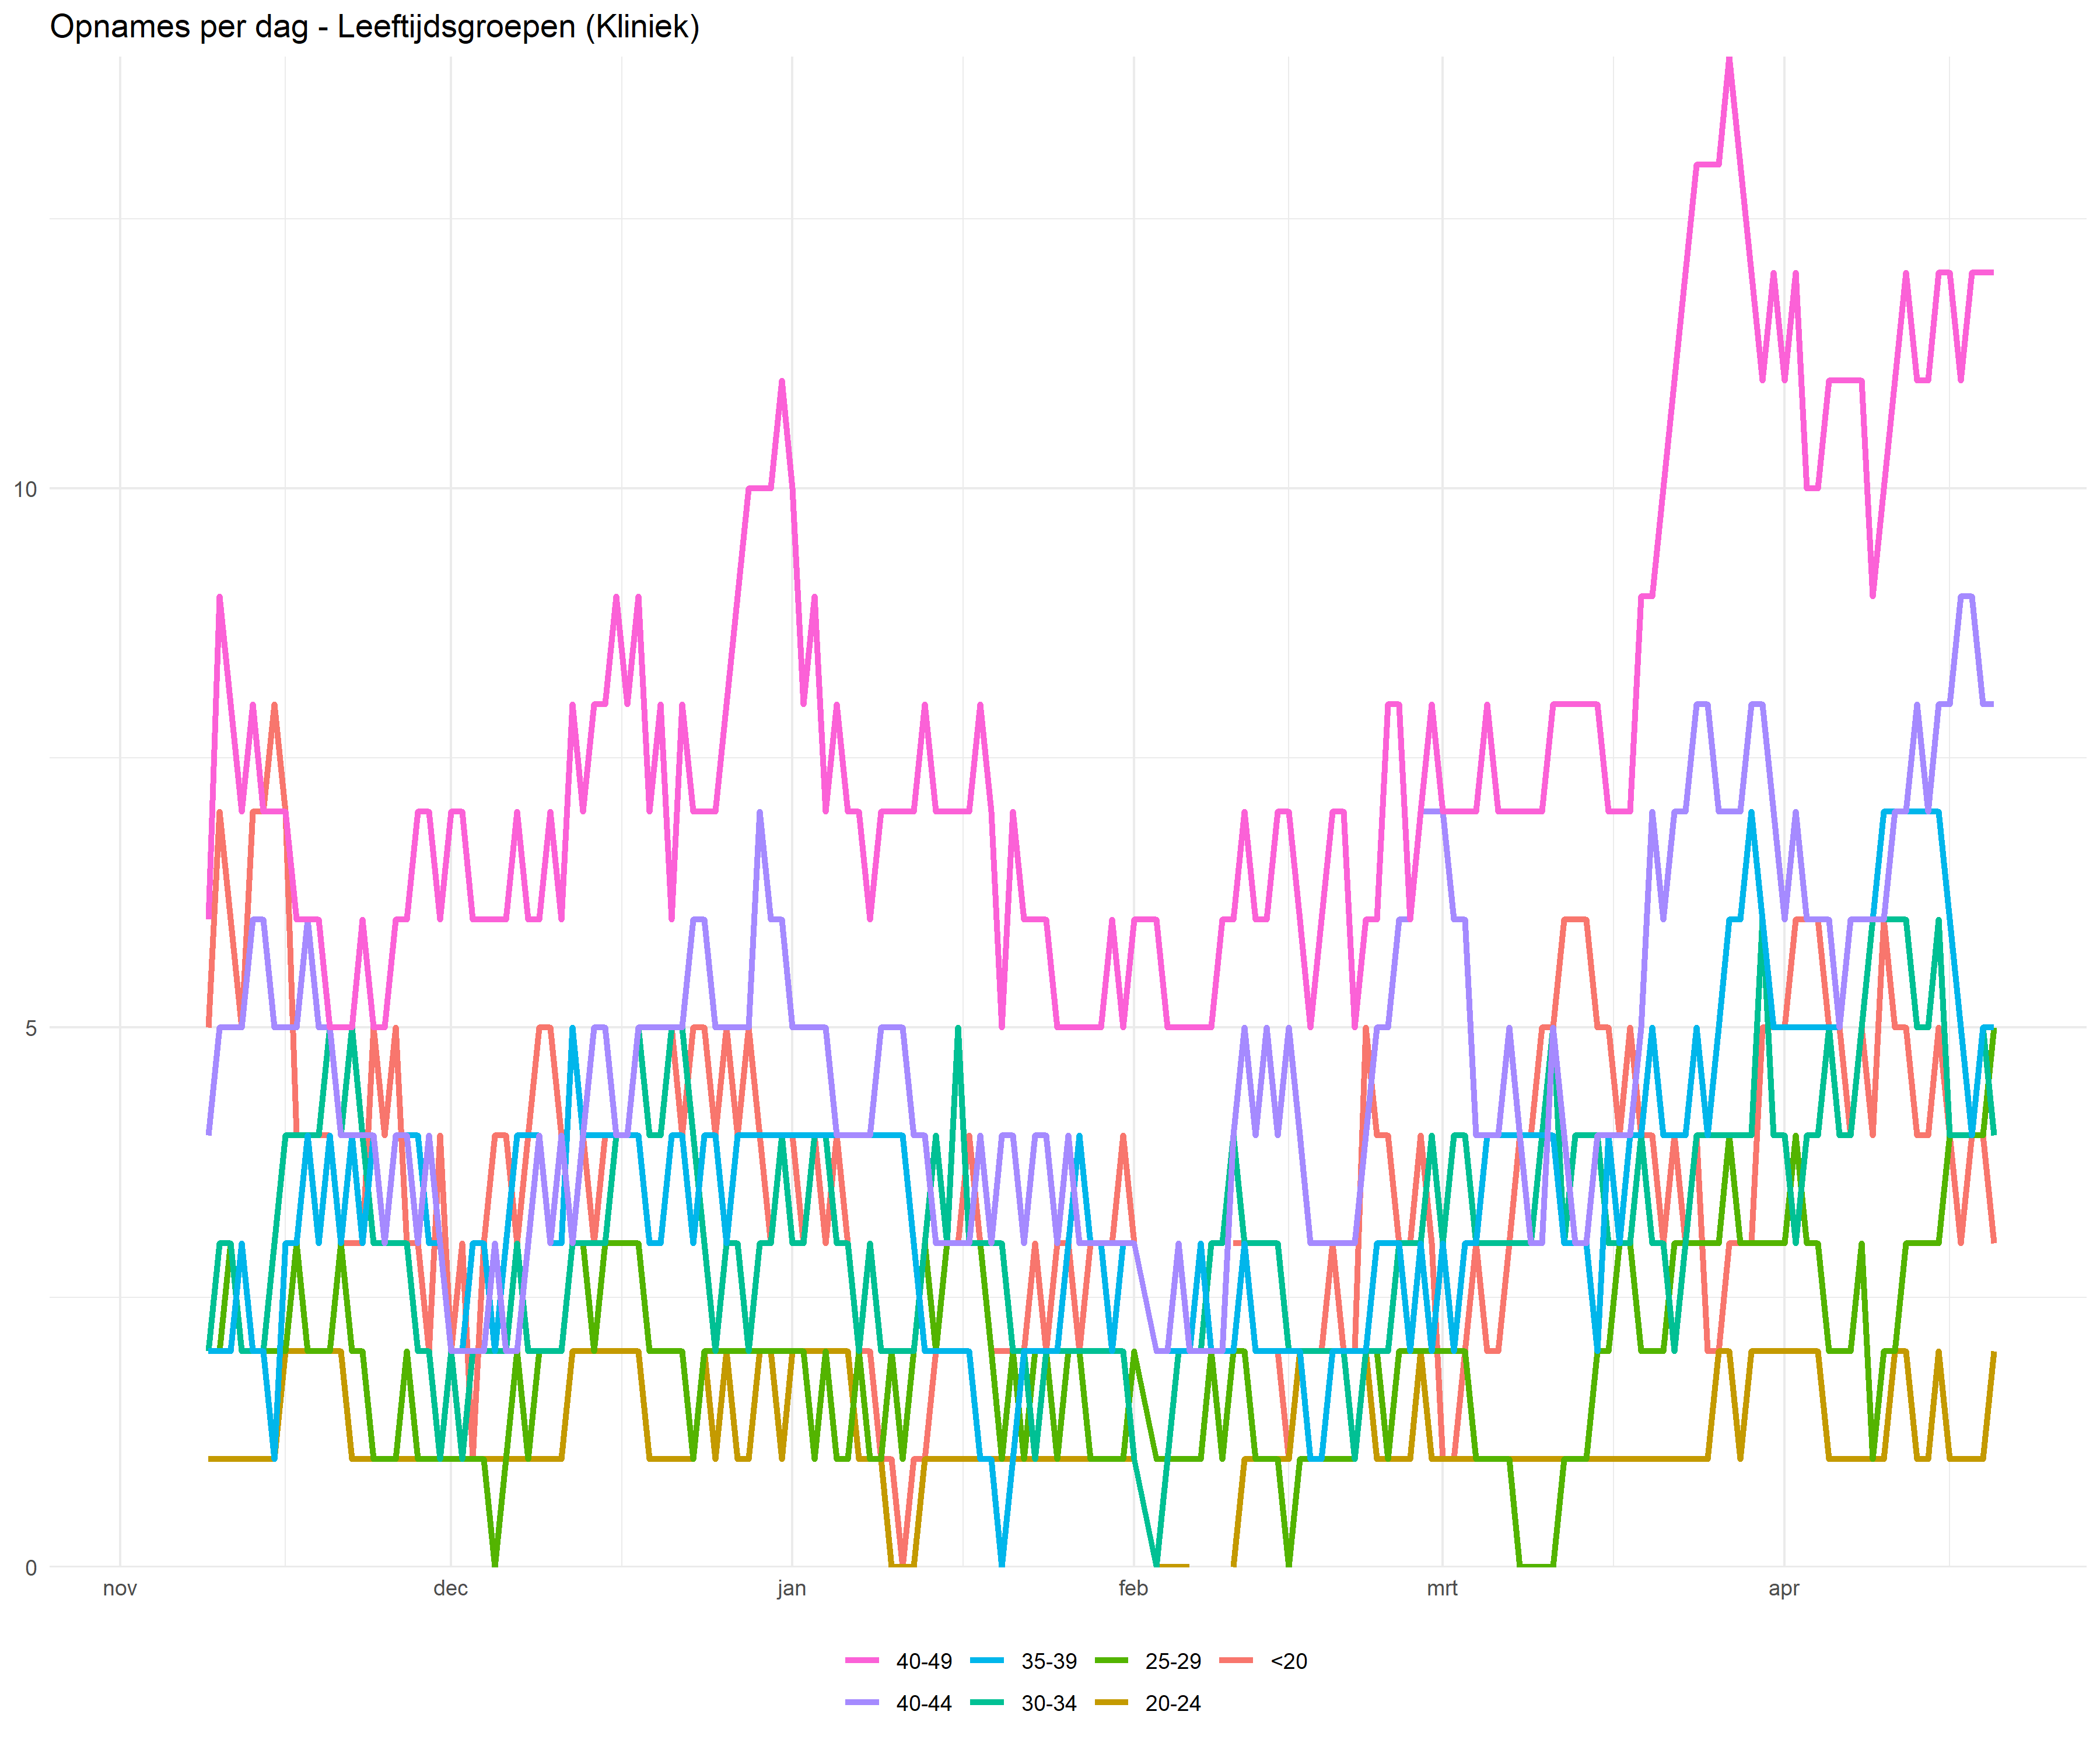 Opnames per dag - Leeftijdsgroepen (Kliniek)
10
5
0
nov dec jan feb mrt apr
40-49 35-39 25-29 <20
40-44 30-34 20-24